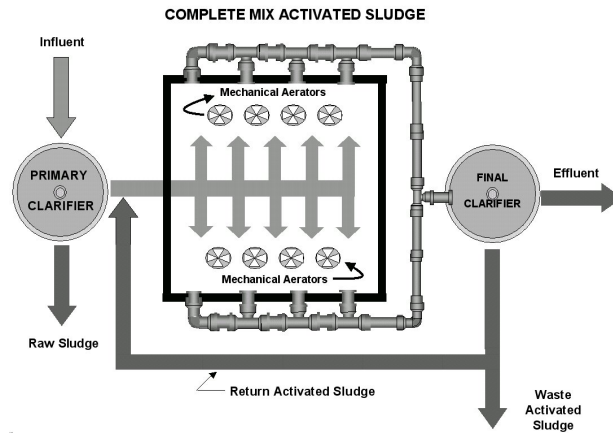 COMPLETE MIX ACTIVATED SLUDGE
Influent
Mechanical Aerators
PRIMARY
CLARIFIER
FINAL
CLARIFIER
Effluent
Mechanical Aerators
Raw Sludge
Return Activated Sludge
Waste
Activated
Sludge